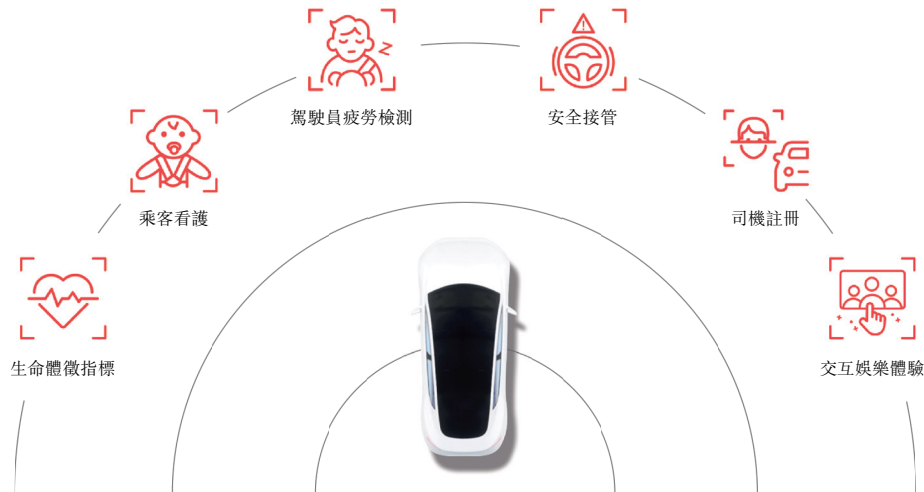 駕駛員疲勞檢測
安全接管
乘客看護
司機註冊
生命體徵指標
交互娛樂體驗